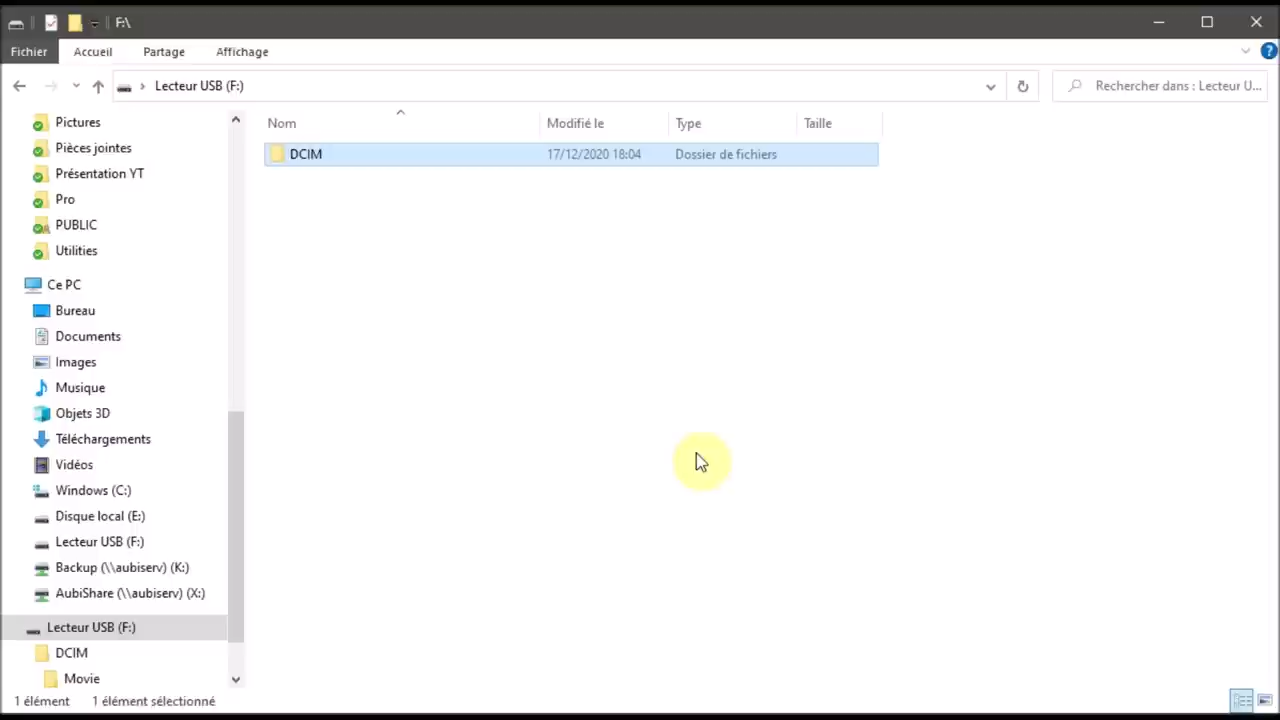 F:\
Fichier Accueil Partage Affichage
Lecteur USB (F:)
Rechercher dans : Lecteur U...
Nom Modifié le Type Taille
DCIM 17/12/2020 18:04 Dossier de fichiers
Pictures
Pièces jointes
Présentation YT
Pro
PUBLIC
Utilities
Ce PC
Bureau
Documents
Images
Musique
Objets 3D
Téléchargements
Vidéos
Windows (C:)
Disque local (E:)
Lecteur USB (F:)
Backup (\\aubiserv) (K:)
AubiShare (\\aubiserv) (X:)
Lecteur USB (F:)
DCIM
Movie
1 élément 1 élément sélectionné